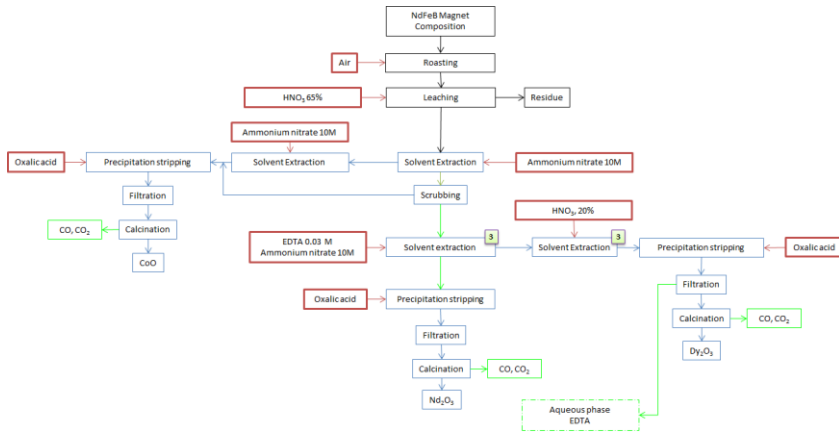 NdFeB Magnet
Composition
Air
Roasting
HNO₃ 65%
Leaching
Residue
Ammonium nitrate 10M
Oxalic acid
Precipitation stripping
Solvent Extraction
Solvent Extraction
Ammonium nitrate 10M
Filtration
Scrubbing
CO, CO₂
Calcination
HNO₃, 20%
CoO
EDTA 0.03 M
Ammonium nitrate 10M
Solvent extraction
3
Solvent Extraction
3
Precipitation stripping
Oxalic acid
Oxalic acid
Precipitation stripping
Filtration
Filtration
Calcination
CO, CO₂
Calcination
CO, CO₂
Dy₂O₃
Nd₂O₃
Aqueous phase
EDTA